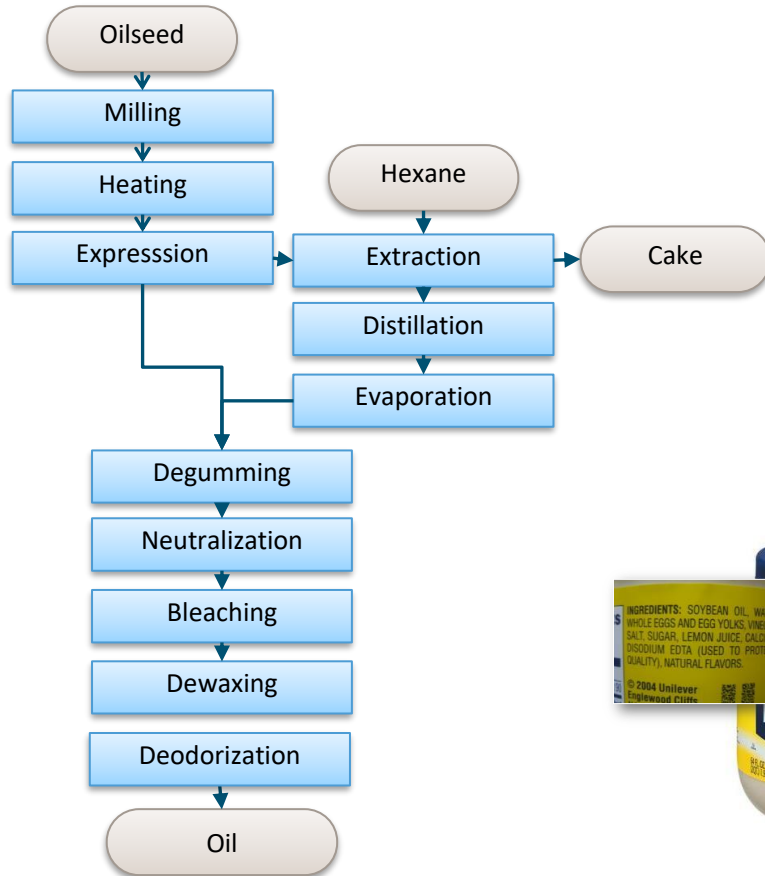 Oilseed
Milling
Heating
Hexane
Expresssion
Extraction
Cake
Distillation
Evaporation
Degumming
Neutralization
Bleaching
Dewaxing
Deodorization
Oil
INGREDIENTS: SOYBEAN OIL,
WHOLE EGGS AND EGG YOLKS,
SALT, SUGAR, LEMON JUICE,
DISODIUM EDTA (USED TO
QUALITY), NATURAL FLAVORS.
© 2004 Unilever
Englewood Cliffs